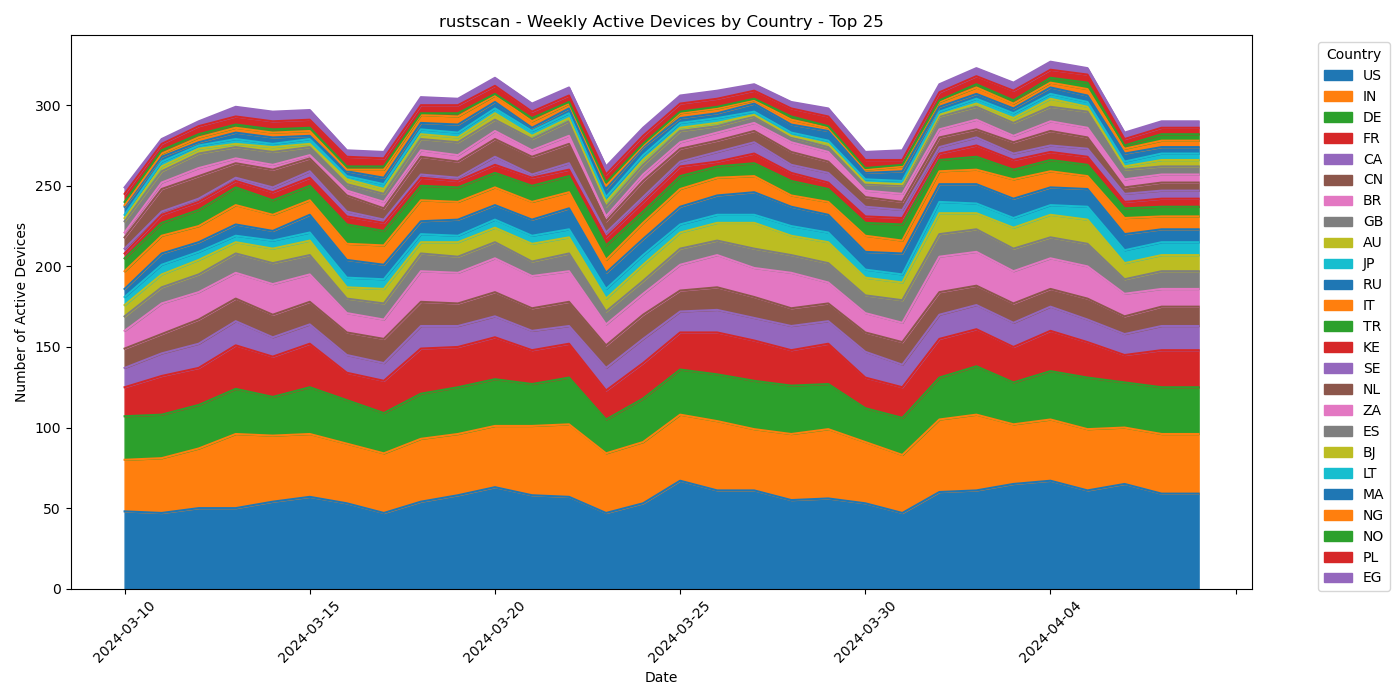 rustscan - Weekly Active Devices by Country - Top 25
Number of Active Devices
300
250
200
150
100
50
0
2024-03-10
2024-03-15
2024-03-20
2024-03-25
2024-03-30
2024-04-04
Date
Country
US
IN
DE
FR
CA
CN
BR
GB
AU
JP
RU
IT
TR
KE
SE
NL
ZA
ES
BJ
LT
MA
NG
NO
PL
EG